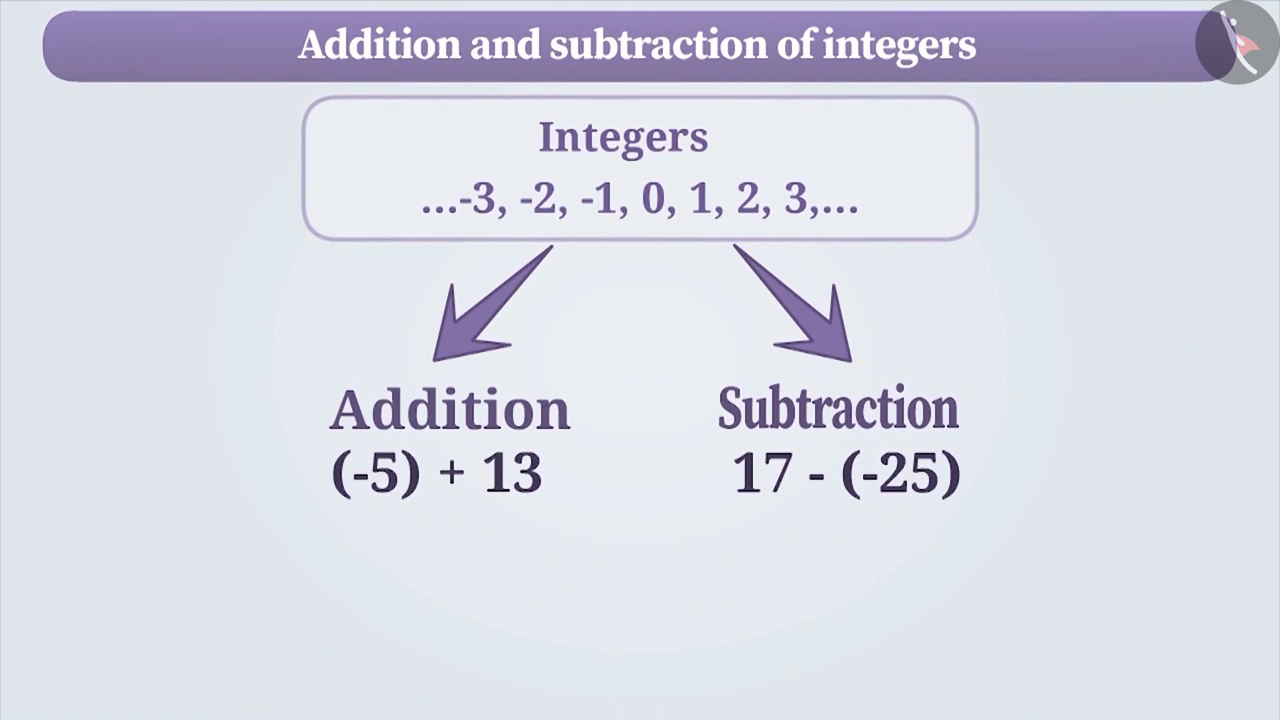 Addition and subtraction of integers
Integers
...-3, -2, -1, 0, 1, 2, 3,...
Addition
Subtraction
(-5) + 13
17 - (-25)